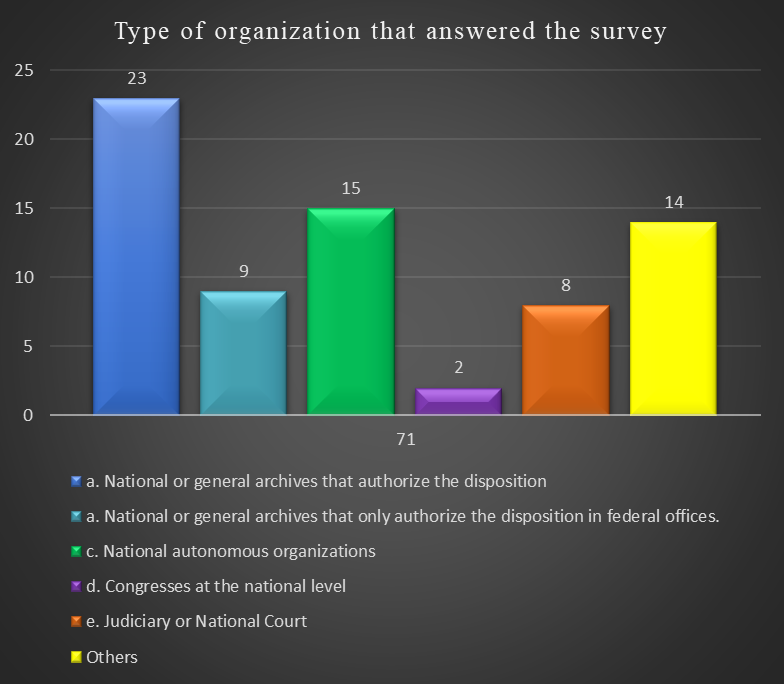 Type of organization that answered the survey
25
23
20
15
15
14
10
9
8
5
2
0
71
a. National or general archives that authorize the disposition
a. National or general archives that only authorize the disposition in federal offices.
c. National autonomous organizations
d. Congresses at the national level
e. Judiciary or National Court
Others